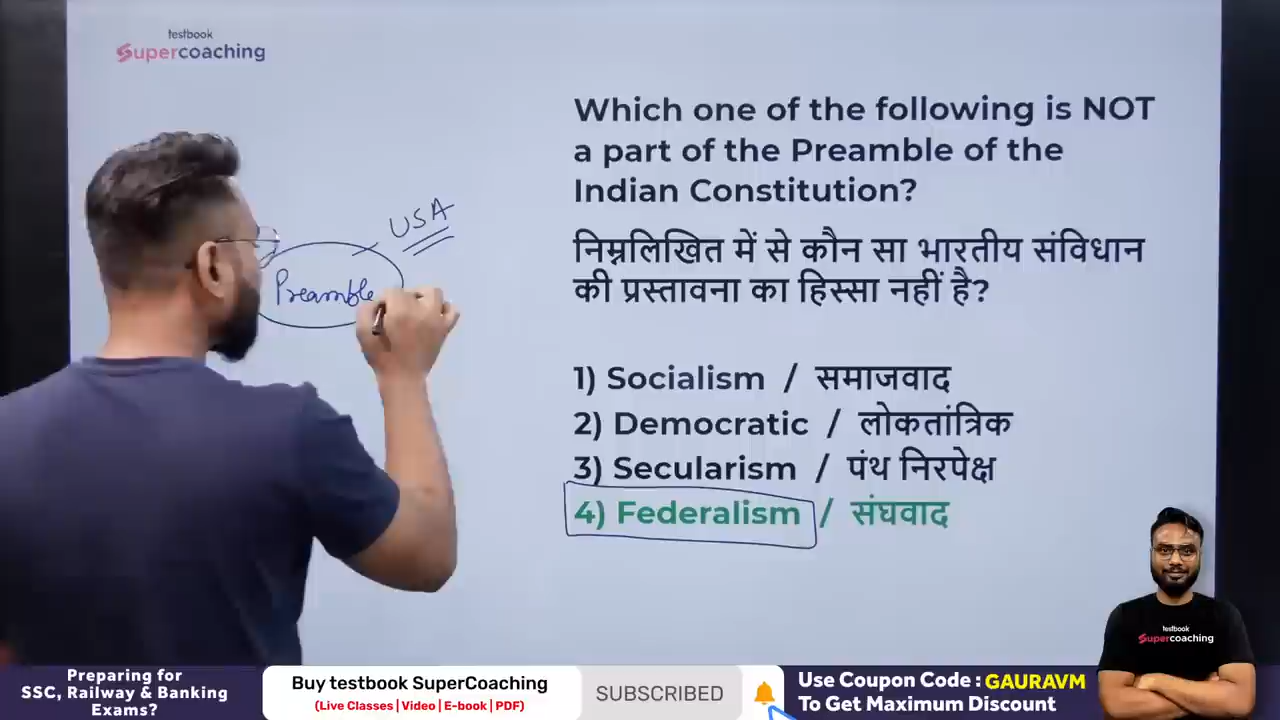 testbook
Supercoaching
Which one of the following is NOT
a part of the Preamble of the
Indian Constitution?
निम्नलिखित में से कौन सा भारतीय संविधान
की प्रस्तावना का हिस्सा नहीं है?
USA
Preamble
1) Socialism / समाजवाद
2) Democratic / लोकतांत्रिक
3) Secularism / पंथ निरपेक्ष
4) Federalism / संघवाद
testbook
Supercoaching
Preparing for
SSC, Railway & Banking
Exams?
Buy testbook SuperCoaching
(Live Classes | Video | E-book | PDF)
SUBSCRIBED
Use Coupon Code : GAURAVM
To Get Maximum Discount